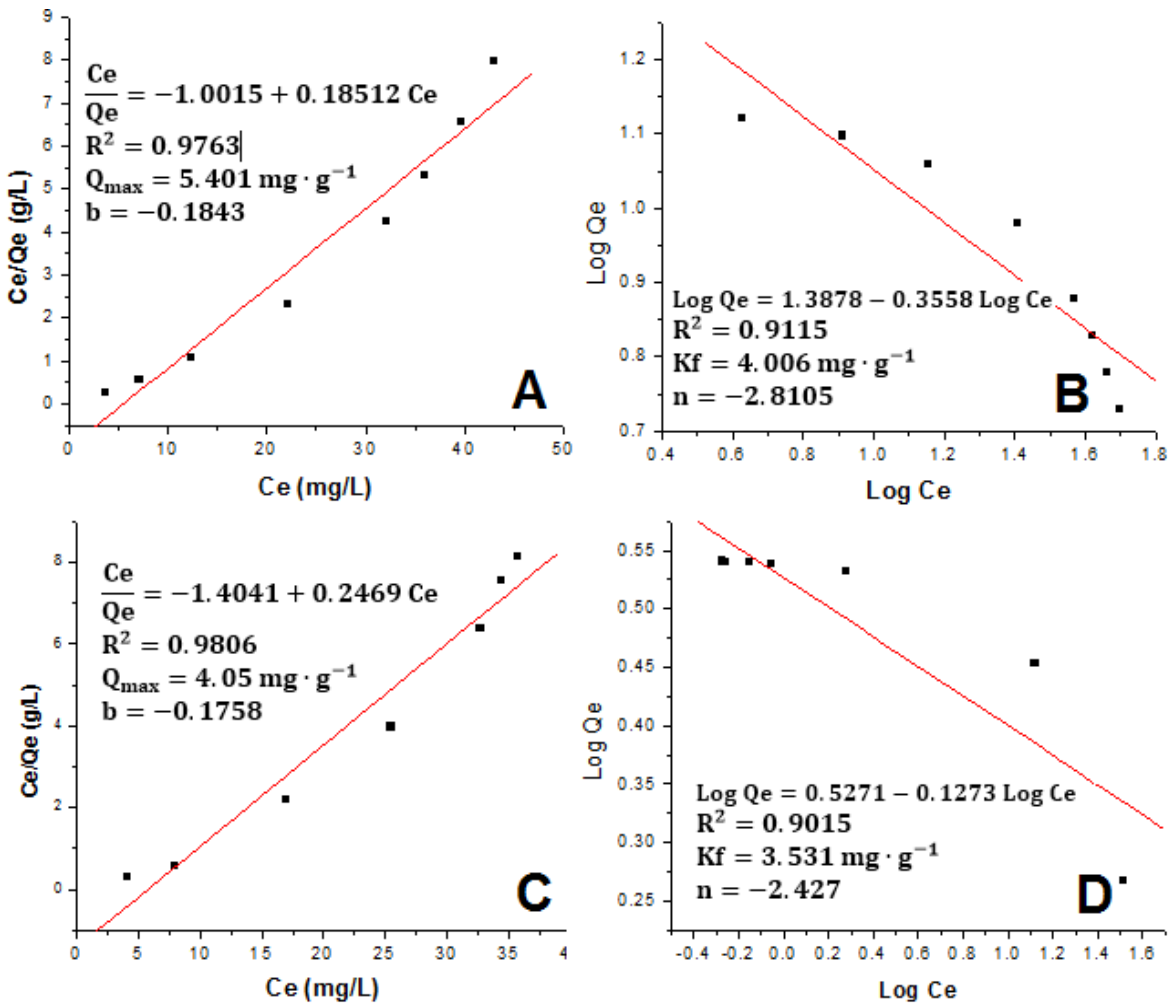 9
8
7
6
5
4
3
2
1
0
Ce/Qe (g/L)
Ce
Qe
= −1.0015 + 0.18512 Ce
R² = 0.9763|
Qmax = 5.401 mg · g⁻¹
b = −0.1843
A
0 10 20 30 40 50
Ce (mg/L)
1.2
1.1
1.0
0.9
0.8
0.7
Log Qe
Log Qe = 1.3878 − 0.3558 Log Ce
R² = 0.9115
Kf = 4.006 mg · g⁻¹
n = −2.8105
B
0.4 0.6 0.8 1.0 1.2 1.4 1.6 1.8
Log Ce
8
6
4
2
0
Ce/Qe (g/L)
Ce
Qe
= −1.4041 + 0.2469 Ce
R² = 0.9806
Qmax = 4.05 mg · g⁻¹
b = −0.1758
C
0 5 10 15 20 25 30 35 4
Ce (mg/L)
0.55
0.50
0.45
0.40
0.35
0.30
0.25
Log Qe
Log Qe = 0.5271 − 0.1273 Log Ce
R² = 0.9015
Kf = 3.531 mg · g⁻¹
n = −2.427
D
-0.4 -0.2 0.0 0.2 0.4 0.6 0.8 1.0 1.2 1.4 1.6
Log Ce